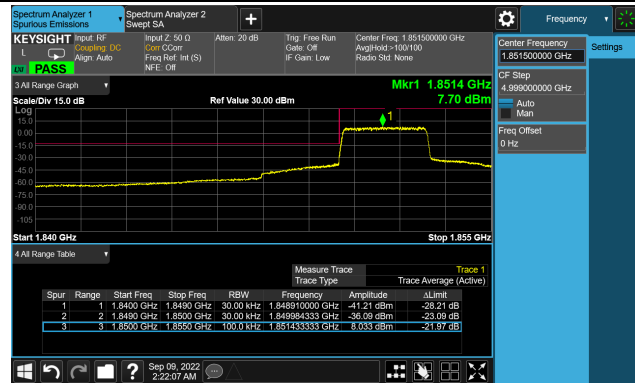 Spectrum Analyzer 1
Spurious Emissions
Spectrum Analyzer 2
Swept SA
Frequency
KEYSIGHT
L
PASS
Input: RF
Coupling: DC
Align: Auto
Input Z: 50 Ω
Corr CCorr
Freq Ref: Int (S)
NFE: Off
Atten: 20 dB
Trig: Free Run
Gate: Off
IF Gain: Low
Center Freq: 1.851500000 GHz
Avg|Hold:>100/100
Radio Std: None
Center Frequency
1.851500000 GHz
Settings
CF Step
4.999000000 GHz
Auto
Man
Freq Offset
0 Hz
3 All Range Graph
Mkr1 1.8514 GHz
7.70 dBm
Scale/Div 15.0 dB
Ref Value 30.00 dBm
Log
15.0
0.00
-15.0
-30.0
-45.0
-60.0
-75.0
-90.0
-105
1
Start 1.840 GHz
Stop 1.855 GHz
4 All Range Table
Measure Trace Trace 1
Trace Type Trace Average (Active)
Spur Range Start Freq Stop Freq RBW Frequency Amplitude ΔLimit
1 1 1.8400 GHz 1.8490 GHz 30.00 kHz 1.848910000 GHz -41.21 dBm -28.21 dB
2 2 1.8490 GHz 1.8500 GHz 30.00 kHz 1.849984333 GHz -36.09 dBm -23.09 dB
3 3 1.8500 GHz 1.8550 GHz 100.0 kHz 1.851433333 GHz 8.033 dBm -21.97 dB
?
Sep 09, 2022
2:22:07 AM